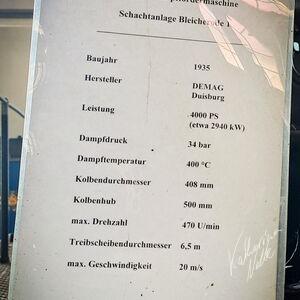 Schachtanlage Bleicherode 1
Baujahr 1935
Hersteller DEMAG
Duisburg
Leistung 4000 PS
(etwa 2940 kW)
Dampfdruck 34 bar
Dampftemperatur 400 °C
Kolbendurchmesser 408 mm
Kolbenhub 500 mm
max. Drehzahl 470 U/min
Treibscheibendurchmesser 6,5 m
max. Geschwindigkeit 20 m/s